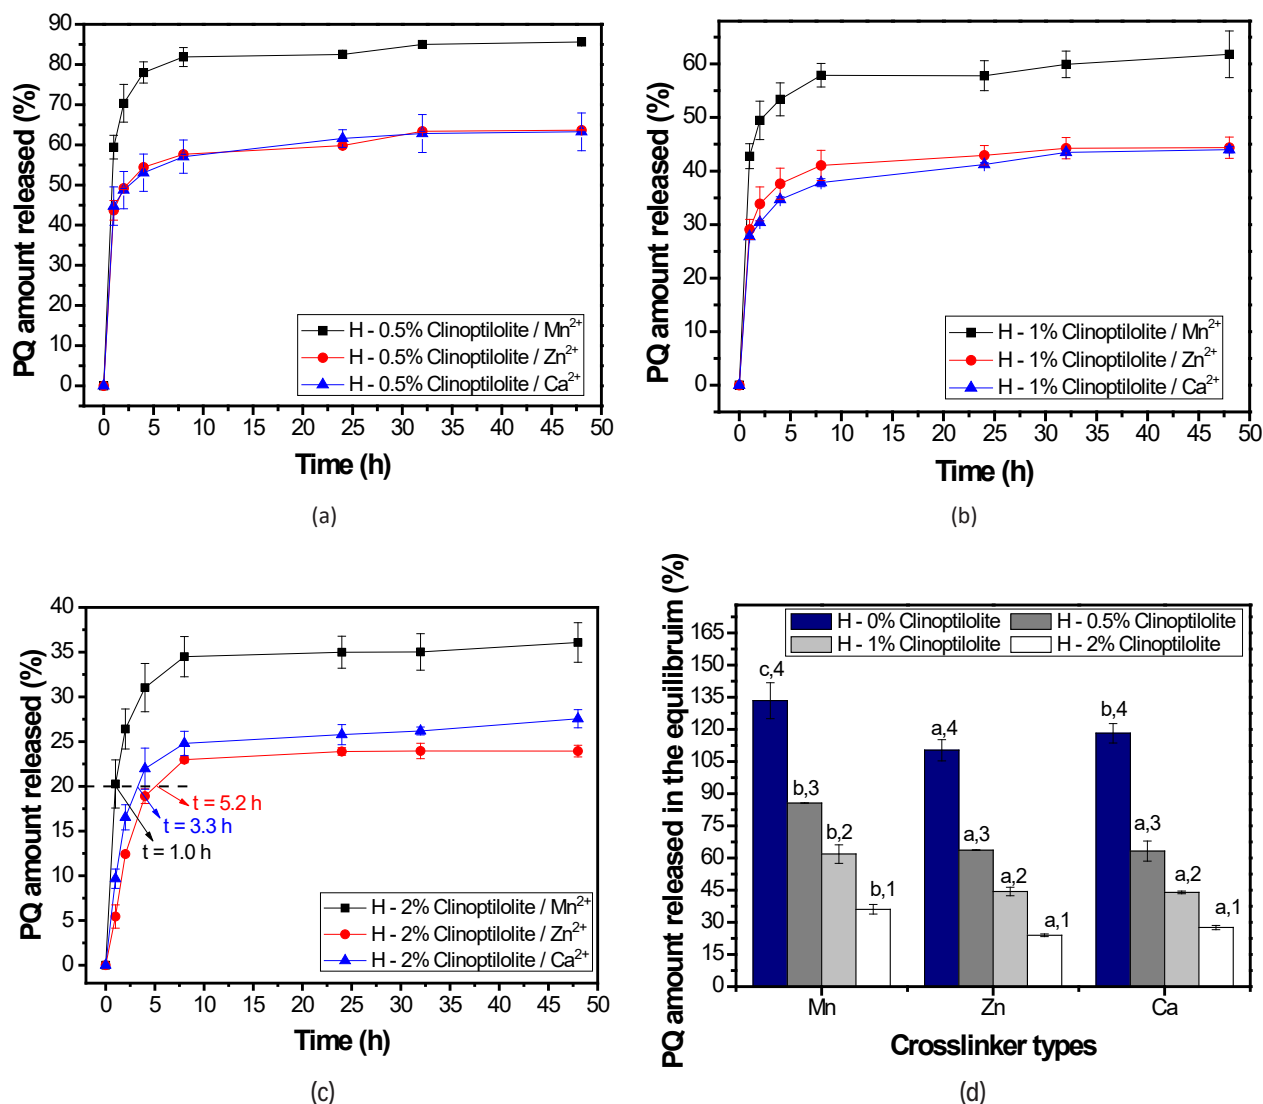 PQ amount released (%)
90
80
70
60
50
40
30
20
10
0
H - 0.5% Clinoptilolite / Mn²⁺
H - 0.5% Clinoptilolite / Zn²⁺
H - 0.5% Clinoptilolite / Ca²⁺
0 5 10 15 20 25 30 35 40 45 50
Time (h)
(a)
PQ amount released (%)
60
50
40
30
20
10
0
H - 1% Clinoptilolite / Mn²⁺
H - 1% Clinoptilolite / Zn²⁺
H - 1% Clinoptilolite / Ca²⁺
0 5 10 15 20 25 30 35 40 45 50
Time (h)
(b)
PQ amount released (%)
40
35
30
25
20
15
10
5
0
t = 5.2 h
t = 3.3 h
t = 1.0 h
H - 2% Clinoptilolite / Mn²⁺
H - 2% Clinoptilolite / Zn²⁺
H - 2% Clinoptilolite / Ca²⁺
0 5 10 15 20 25 30 35 40 45 50
Time (h)
(c)
PQ amount released in the equilibruim (%)
165
150
135
120
105
90
75
60
45
30
15
0
H - 0% Clinoptilolite H - 0.5% Clinoptilolite
H - 1% Clinoptilolite H - 2% Clinoptilolite
c,4
b,3
b,2
b,1
a,4
a,3
a,2
a,1
b,4
a,3
a,2
a,1
Mn Zn Ca
Crosslinker types
(d)